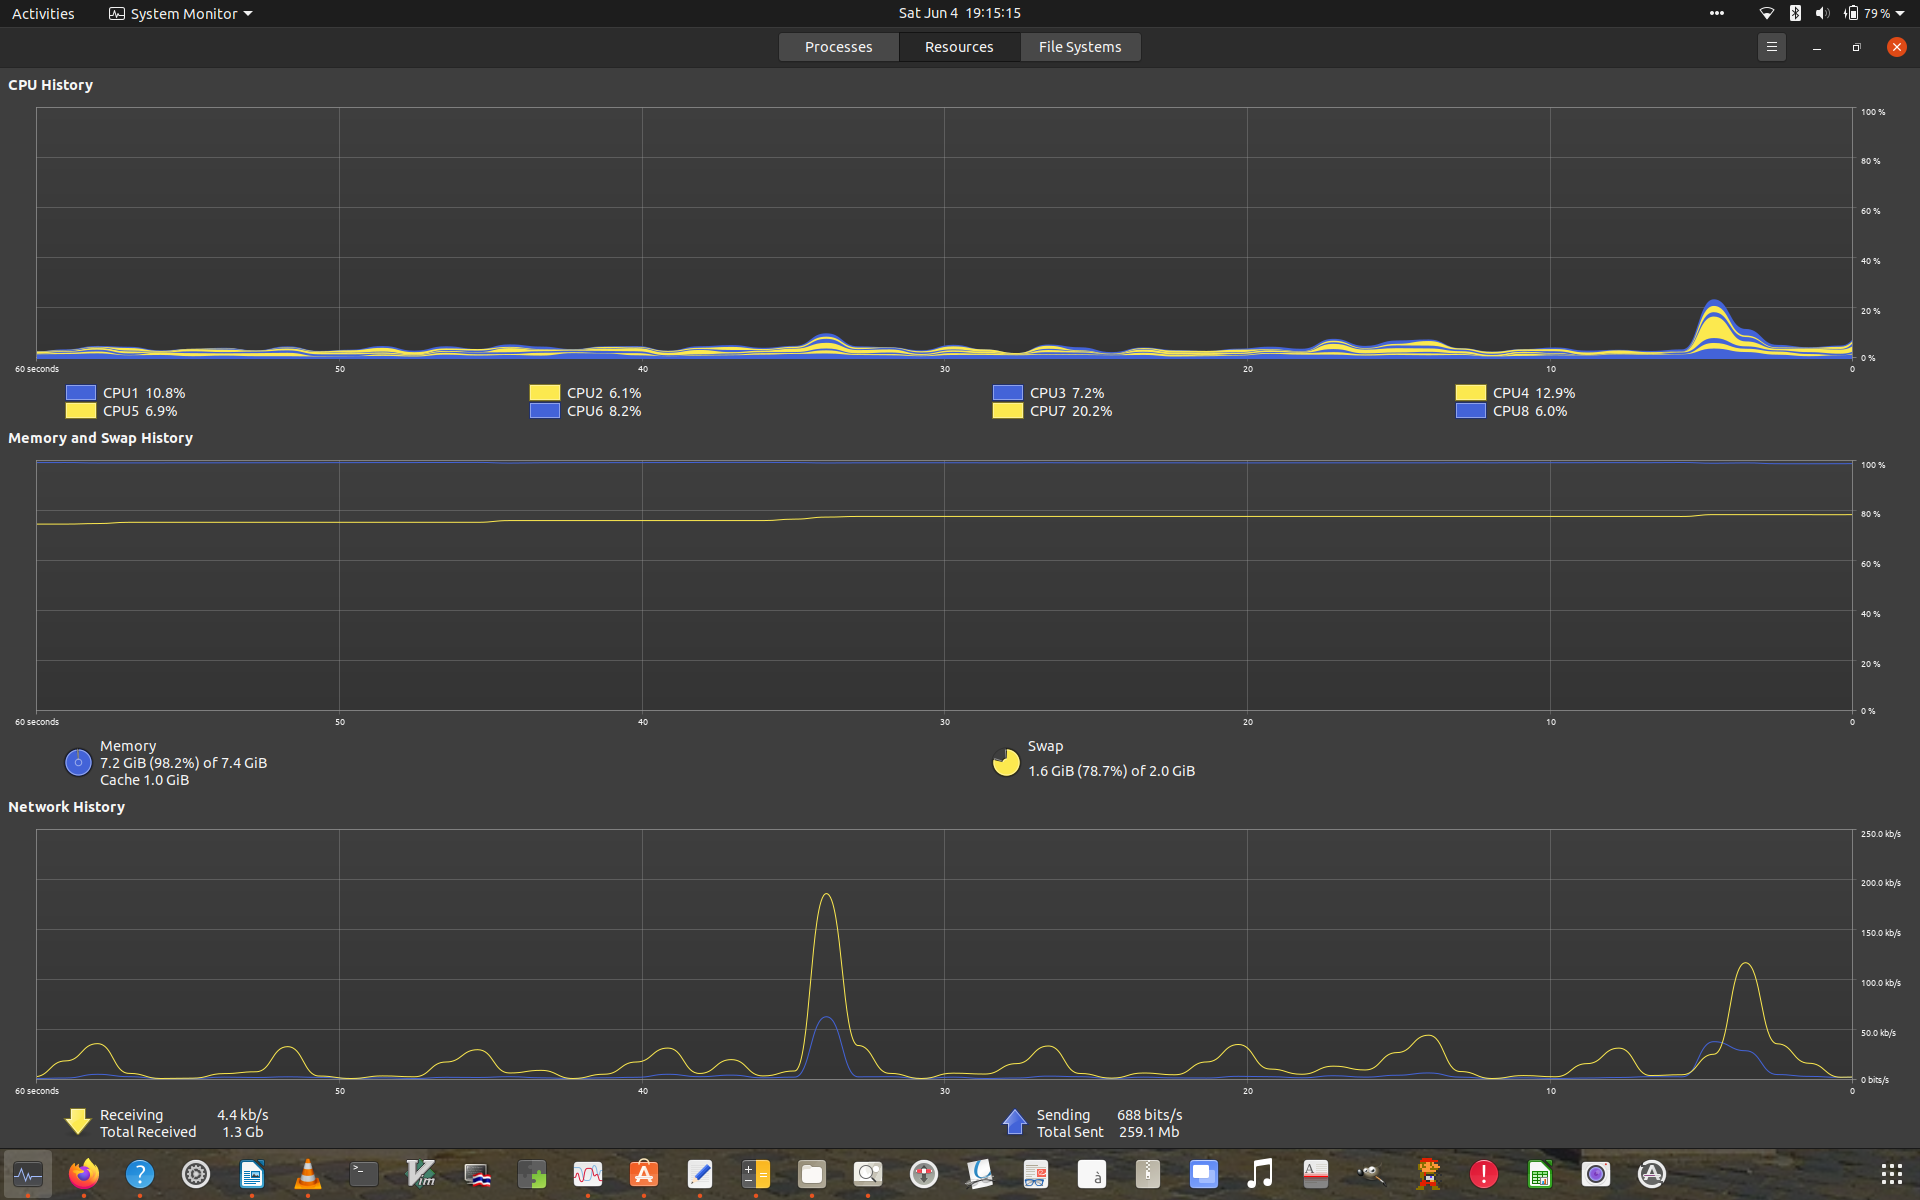 Activities System Monitor Sat Jun 4 19:15:15 79 %
Processes Resources File Systems
CPU History
100 %
80 %
60 %
40 %
20 %
0 %
60 seconds 50 40 30 20 10 0
CPU1 10.8% CPU2 6.1% CPU3 7.2% CPU4 12.9%
CPU5 6.9% CPU6 8.2% CPU7 20.2% CPU8 6.0%
Memory and Swap History
100 %
80 %
60 %
40 %
20 %
0 %
60 seconds 50 40 30 20 10 0
Memory
7.2 GiB (98.2%) of 7.4 GiB
Cache 1.0 GiB
Swap
1.6 GiB (78.7%) of 2.0 GiB
Network History
250.0 kb/s
200.0 kb/s
150.0 kb/s
100.0 kb/s
50.0 kb/s
0 bits/s
60 seconds 50 40 30 20 10 0
Receiving 4.4 kb/s
Total Received 1.3 Gb
Sending 688 bits/s
Total Sent 259.1 Mb